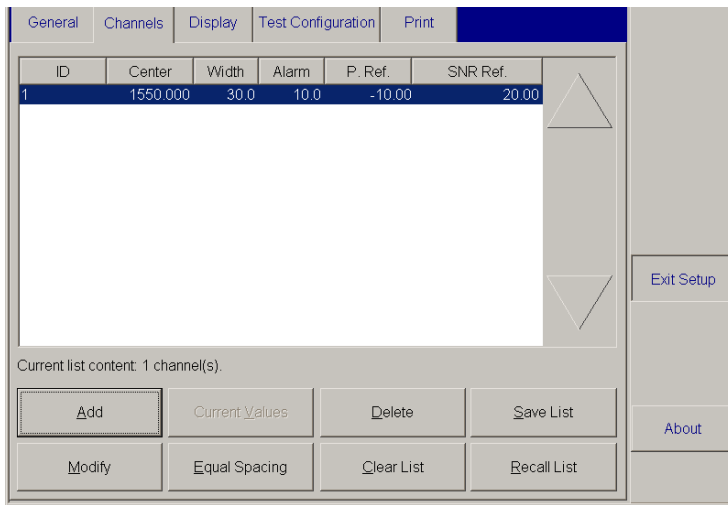 General Channels Display Test Configuration Print
ID Center Width Alarm P. Ref. SNR Ref.
1 1550.000 30.0 10.0 -10.00 20.00
Exit Setup
Current list content: 1 channel(s).
Add Current Values Delete Save List
About
Modify Equal Spacing Clear List Recall List